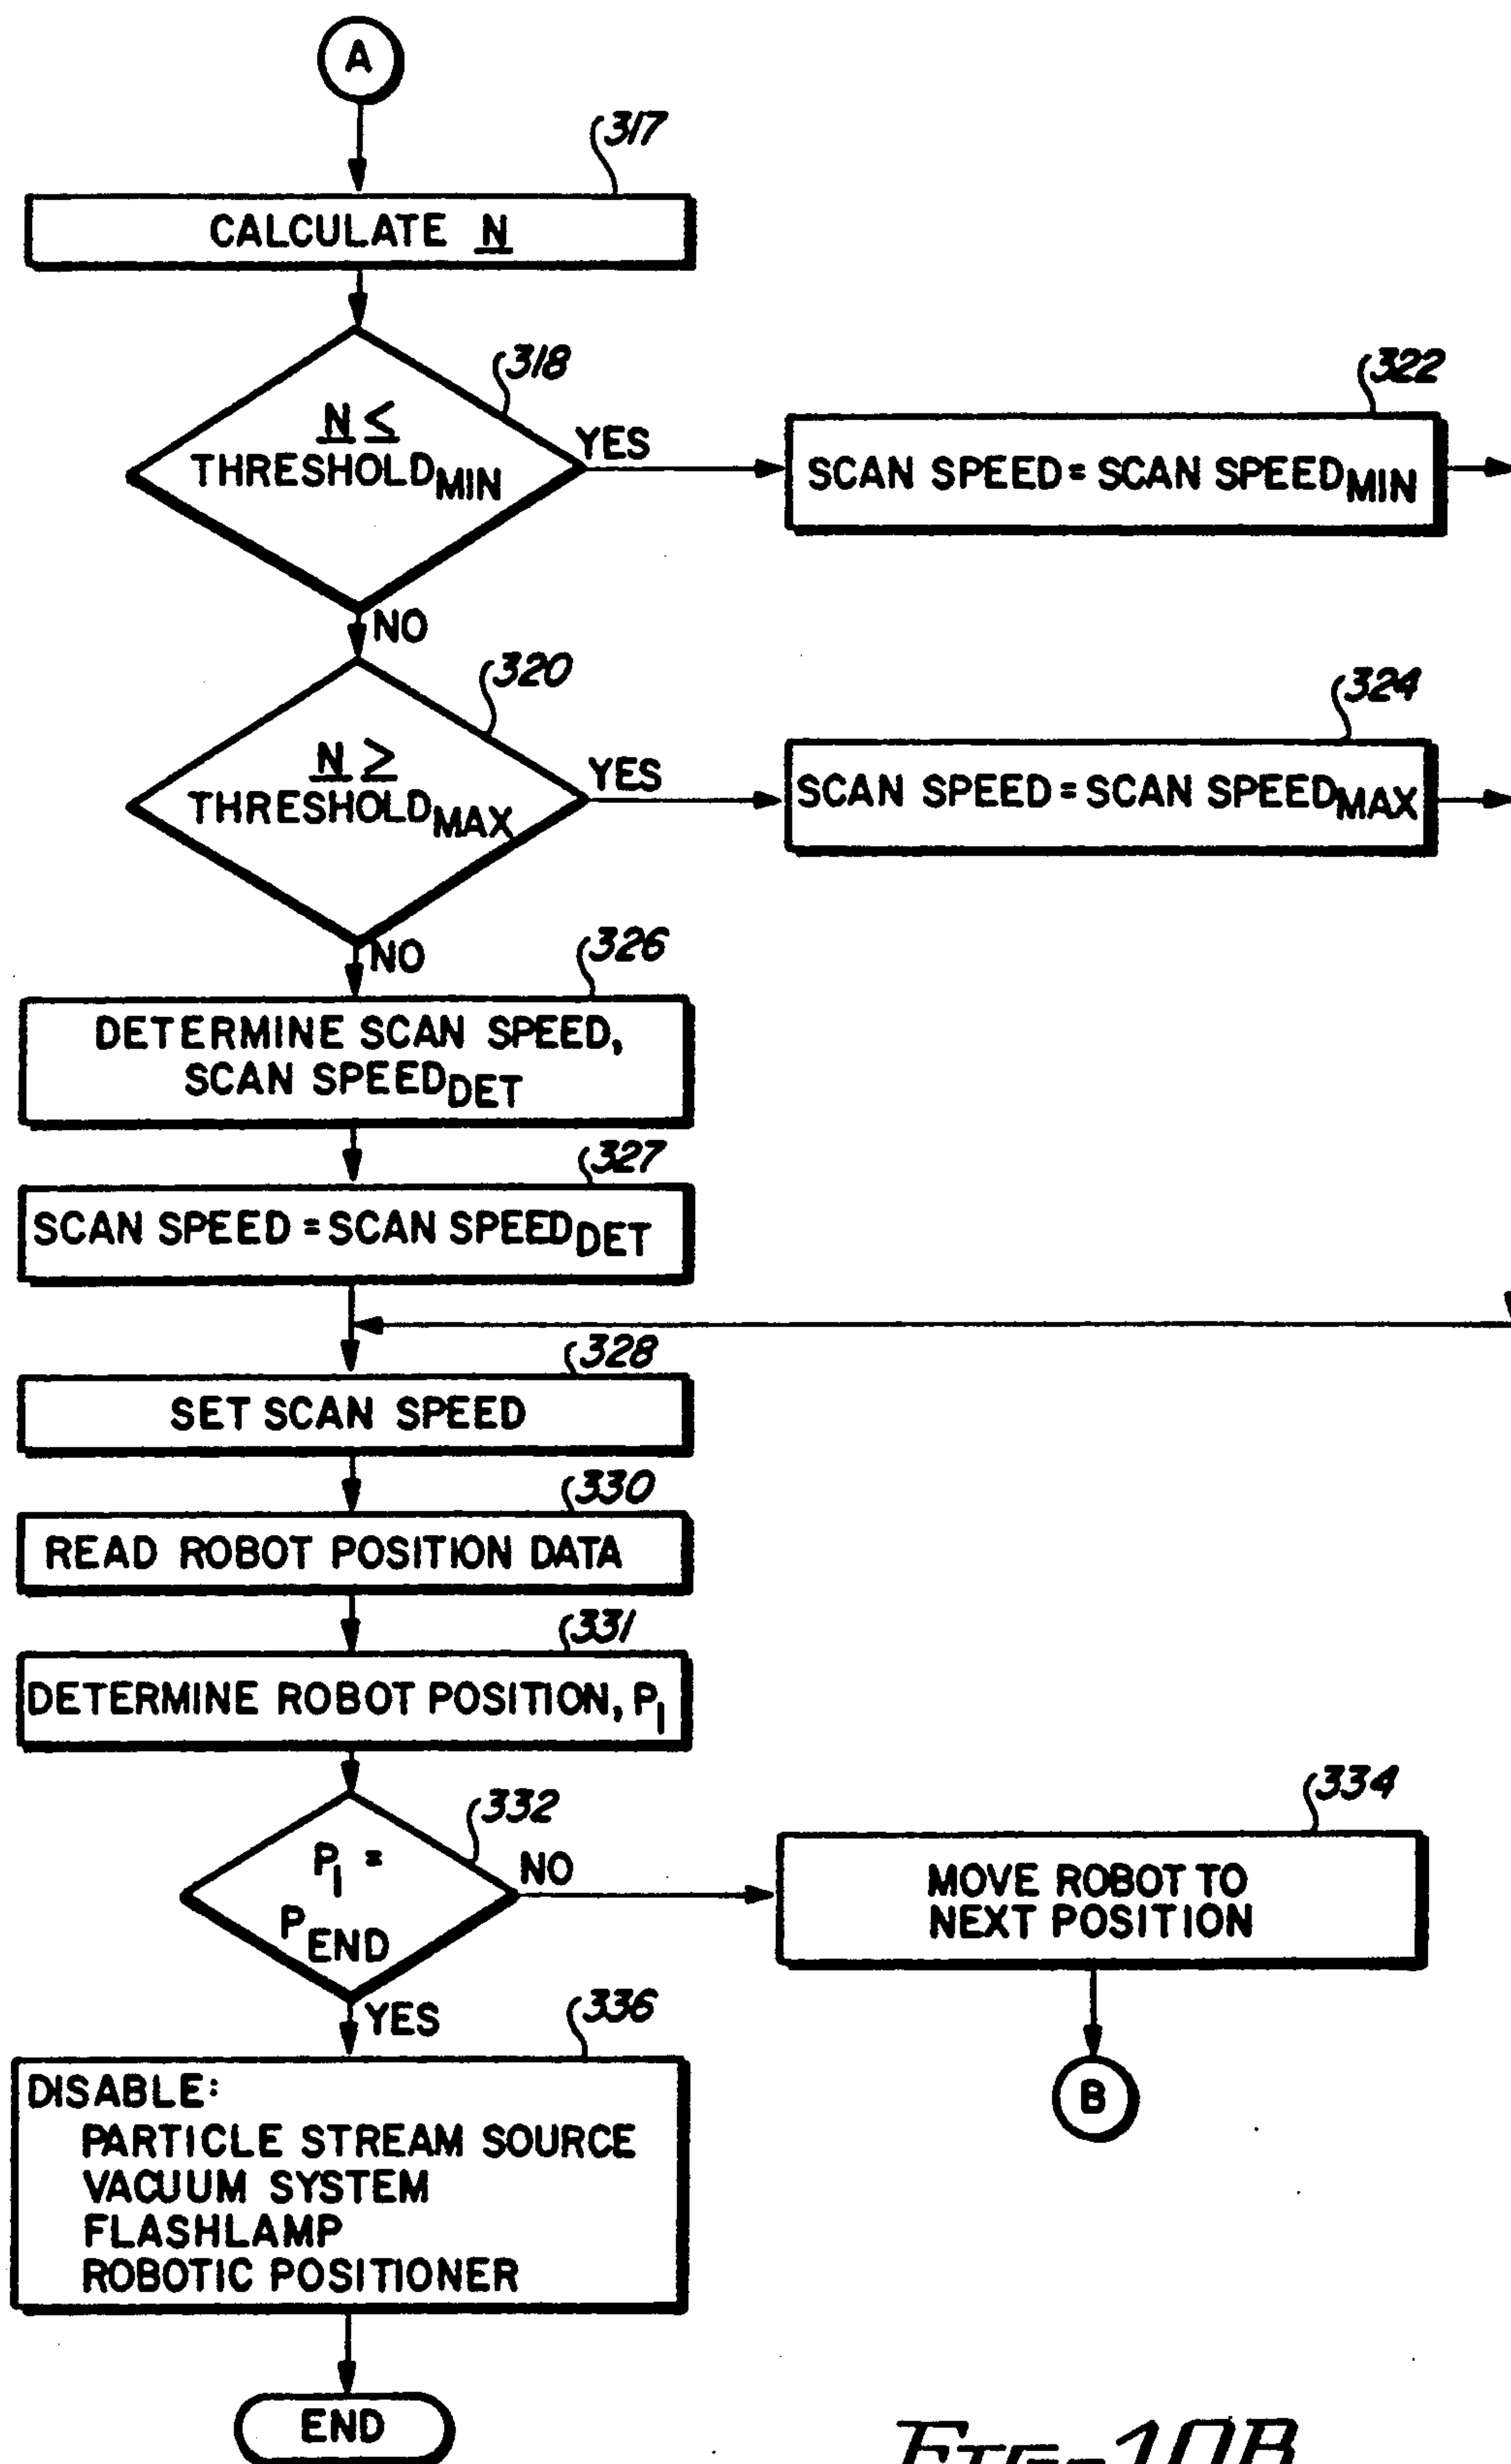 A
317
CALCULATE N
318
N ≤
THRESHOLDMIN
YES
322
SCAN SPEED = SCAN SPEEDMIN
NO
320
N ≥
THRESHOLDMAX
YES
324
SCAN SPEED = SCAN SPEEDMAX
NO
326
DETERMINE SCAN SPEED,
SCAN SPEEDDET
327
SCAN SPEED = SCAN SPEEDDET
328
SET SCAN SPEED
330
READ ROBOT POSITION DATA
331
DETERMINE ROBOT POSITION, P1
332
P1 =
PEND
NO
334
MOVE ROBOT TO
NEXT POSITION
B
YES
336
DISABLE:
PARTICLE STREAM SOURCE
VACUUM SYSTEM
FLASHLAMP
ROBOTIC POSITIONER
END
FIG-10B